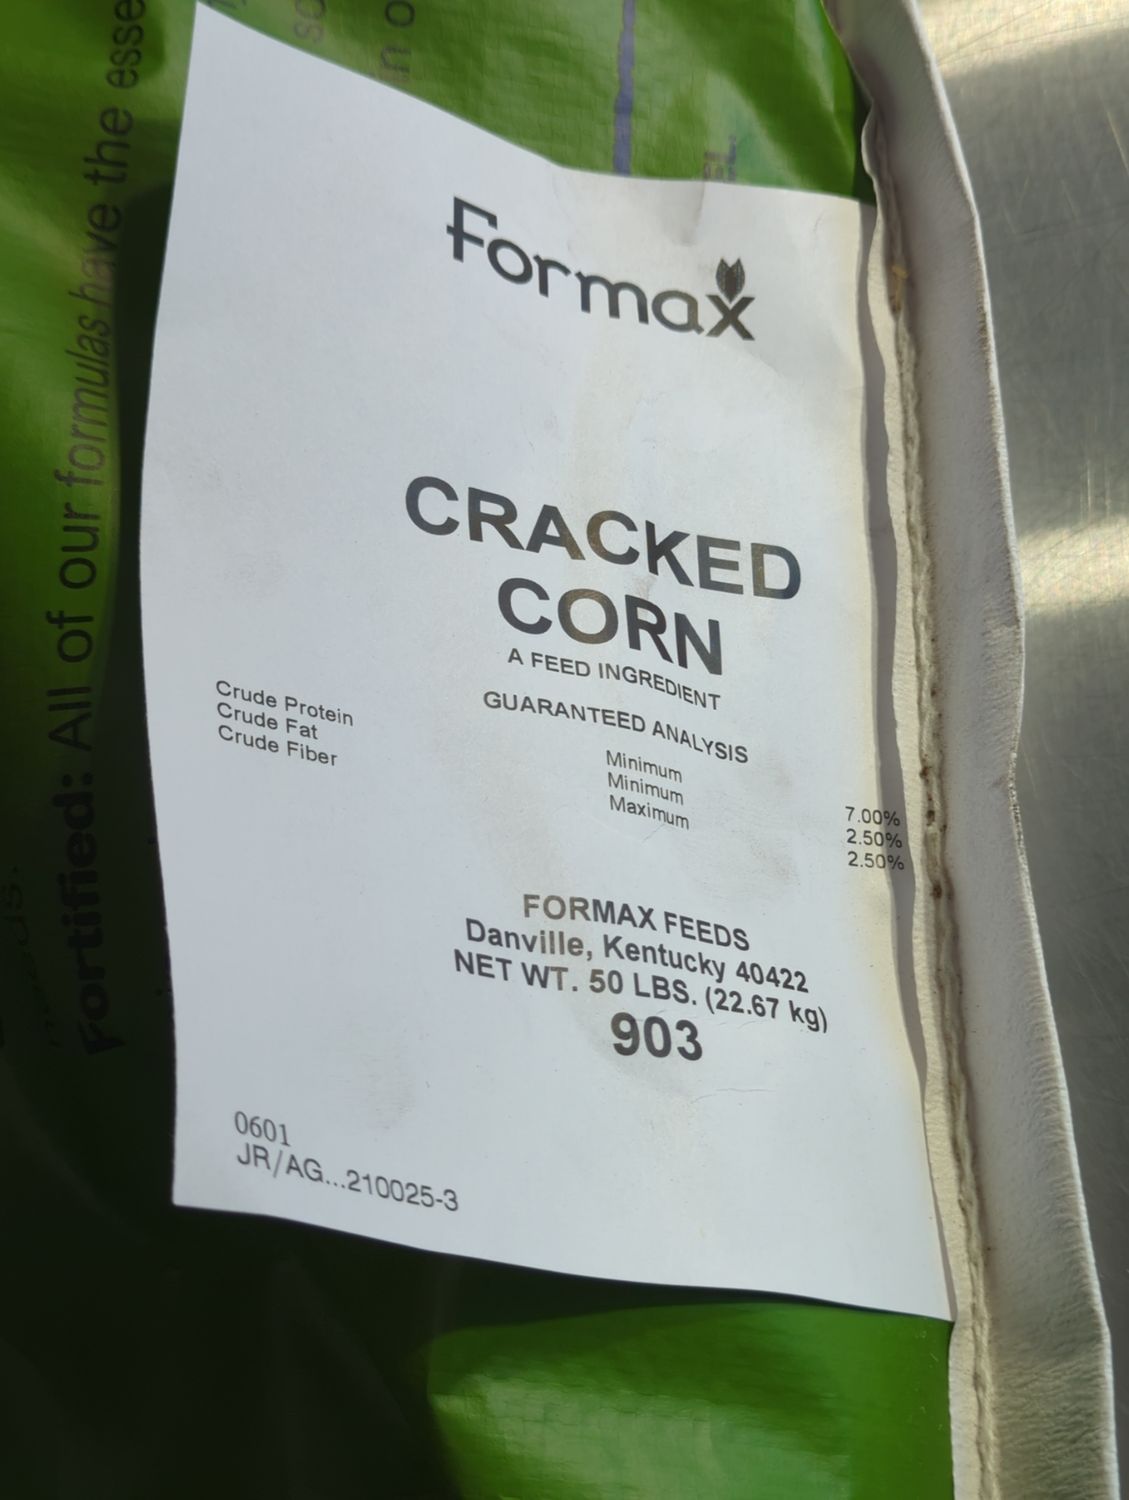 Formax
CRACKED
CORN
A FEED INGREDIENT
GUARANTEED ANALYSIS
Crude Protein Minimum 7.00%
Crude Fat Minimum 2.50%
Crude Fiber Maximum 2.50%
FORMAX FEEDS
Danville, Kentucky 40422
NET WT. 50 LBS. (22.67 kg)
903
0601
JR/AG...210025-3
Fortified: All of our formulas have the esse